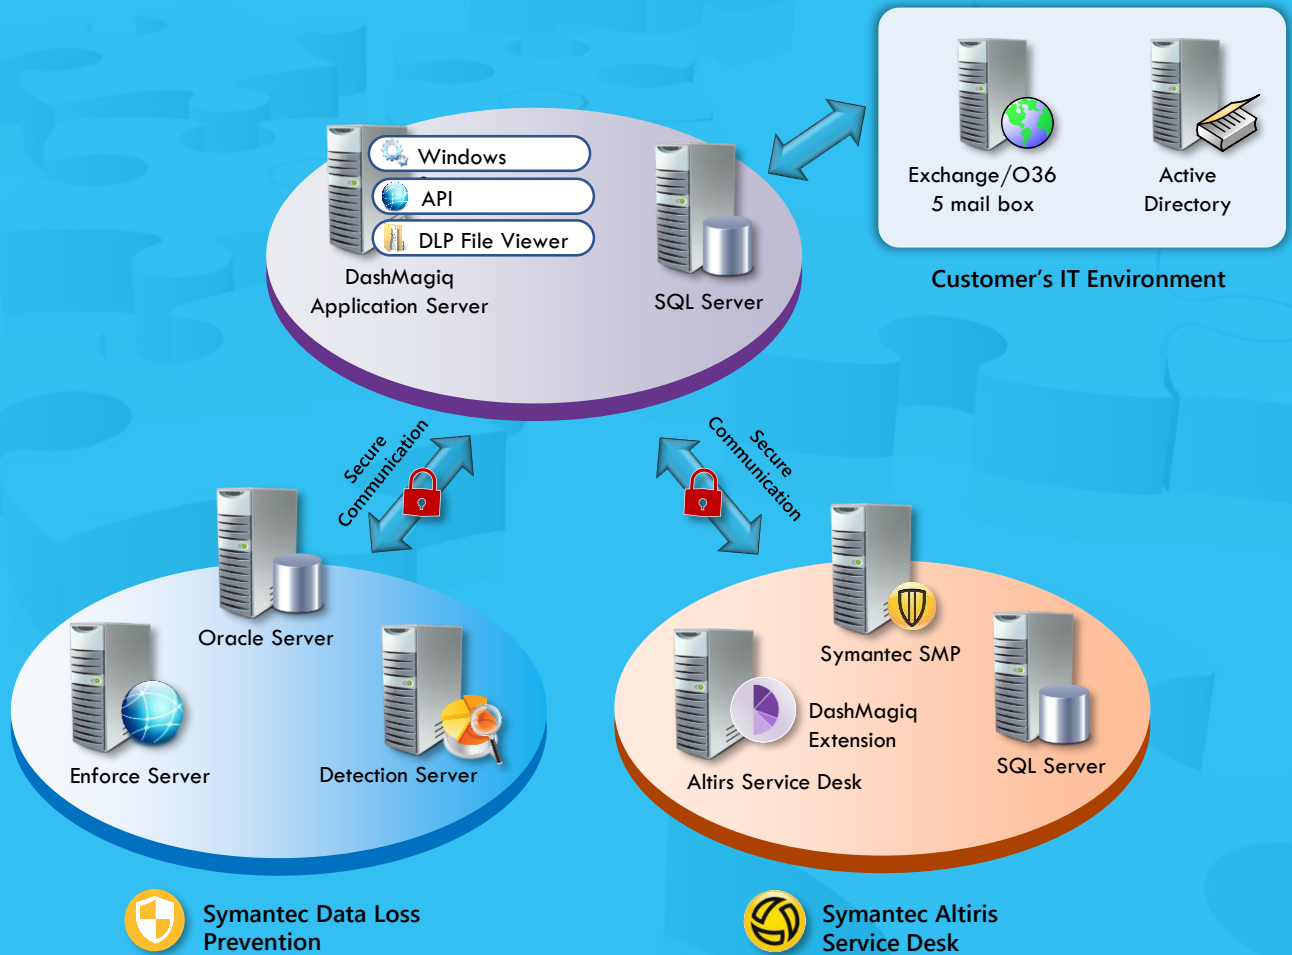 Exchange/O36
5 mail box
Active
Directory
Customer's IT Environment
Windows
API
DLP File Viewer
DashMagiq
Application Server
SQL Server
Secure
Communication
Secure
Communication
Oracle Server
Enforce Server
Detection Server
Symantec SMP
DashMagiq
Extension
Altirs Service Desk
SQL Server
Symantec Data Loss
Prevention
Symantec Altiris
Service Desk